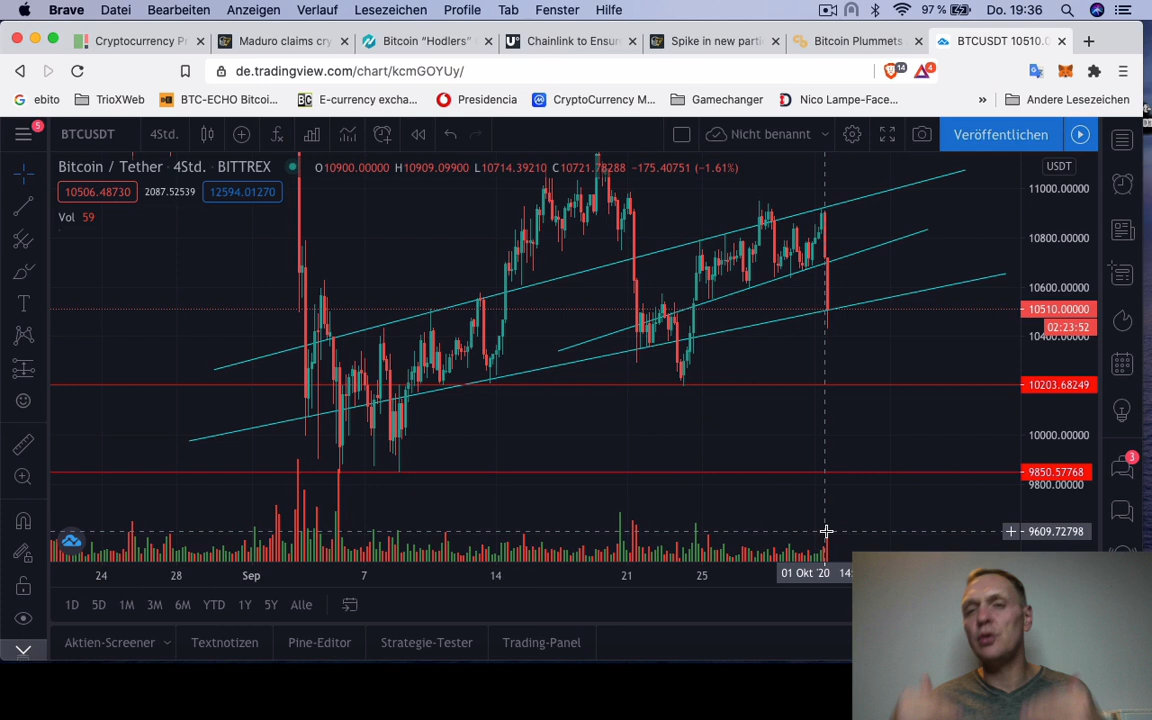 Brave Datei Bearbeiten Anzeigen Verlauf Lesezeichen Profile Tab Fenster Hilfe 97 % Do. 19:36
Cryptocurrency Pr Maduro claims cry Bitcoin “Hodlers” Chainlink to Ensur Spike in new parti Bitcoin Plummets BTCUSDT 10510.0
de.tradingview.com/chart/kcmGOYUy/ 14 4
ebito TrioXWeb BTC-ECHO Bitcoi... E-currency excha... Presidencia CryptoCurrency M... Gamechanger Nico Lampe-Face... » Andere Lesezeichen
5 BTCUSDT 4Std. Nicht benannt Veröffentlichen
Bitcoin / Tether · 4Std. · BITTREX O10900.00000 H10909.09900 L10714.39210 C10721.78288 −175.40751 (−1.61%) USDT
10506.48730 2087.52539 12594.01270
Vol 59
11000.00000
10800.00000
10600.00000
10510.00000
02:23:52
10400.00000
10203.68249
10000.00000
9850.57768
9800.00000
3
9609.72798
24 28 Sep 7 14 21 25 01 Okt '20 14:
1D 5D 1M 3M 6M YTD 1Y 5Y Alle
Aktien-Screener Textnotizen Pine-Editor Strategie-Tester Trading-Panel